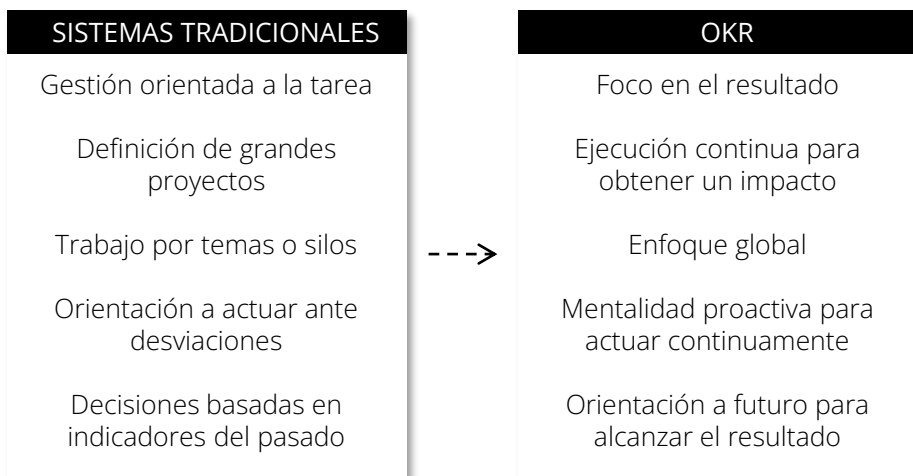 SISTEMAS TRADICIONALES
Gestión orientada a la tarea
Definición de grandes
proyectos
Trabajo por temas o silos
Orientación a actuar ante
desviaciones
Decisiones basadas en
indicadores del pasado
OKR
Foco en el resultado
Ejecución continua para
obtener un impacto
Enfoque global
Mentalidad proactiva para
actuar continuamente
Orientación a futuro para
alcanzar el resultado